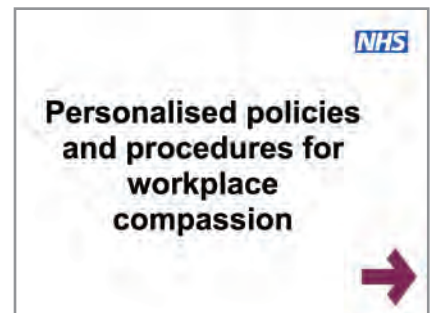 NHS
Personalised policies
and procedures for
workplace
compassion